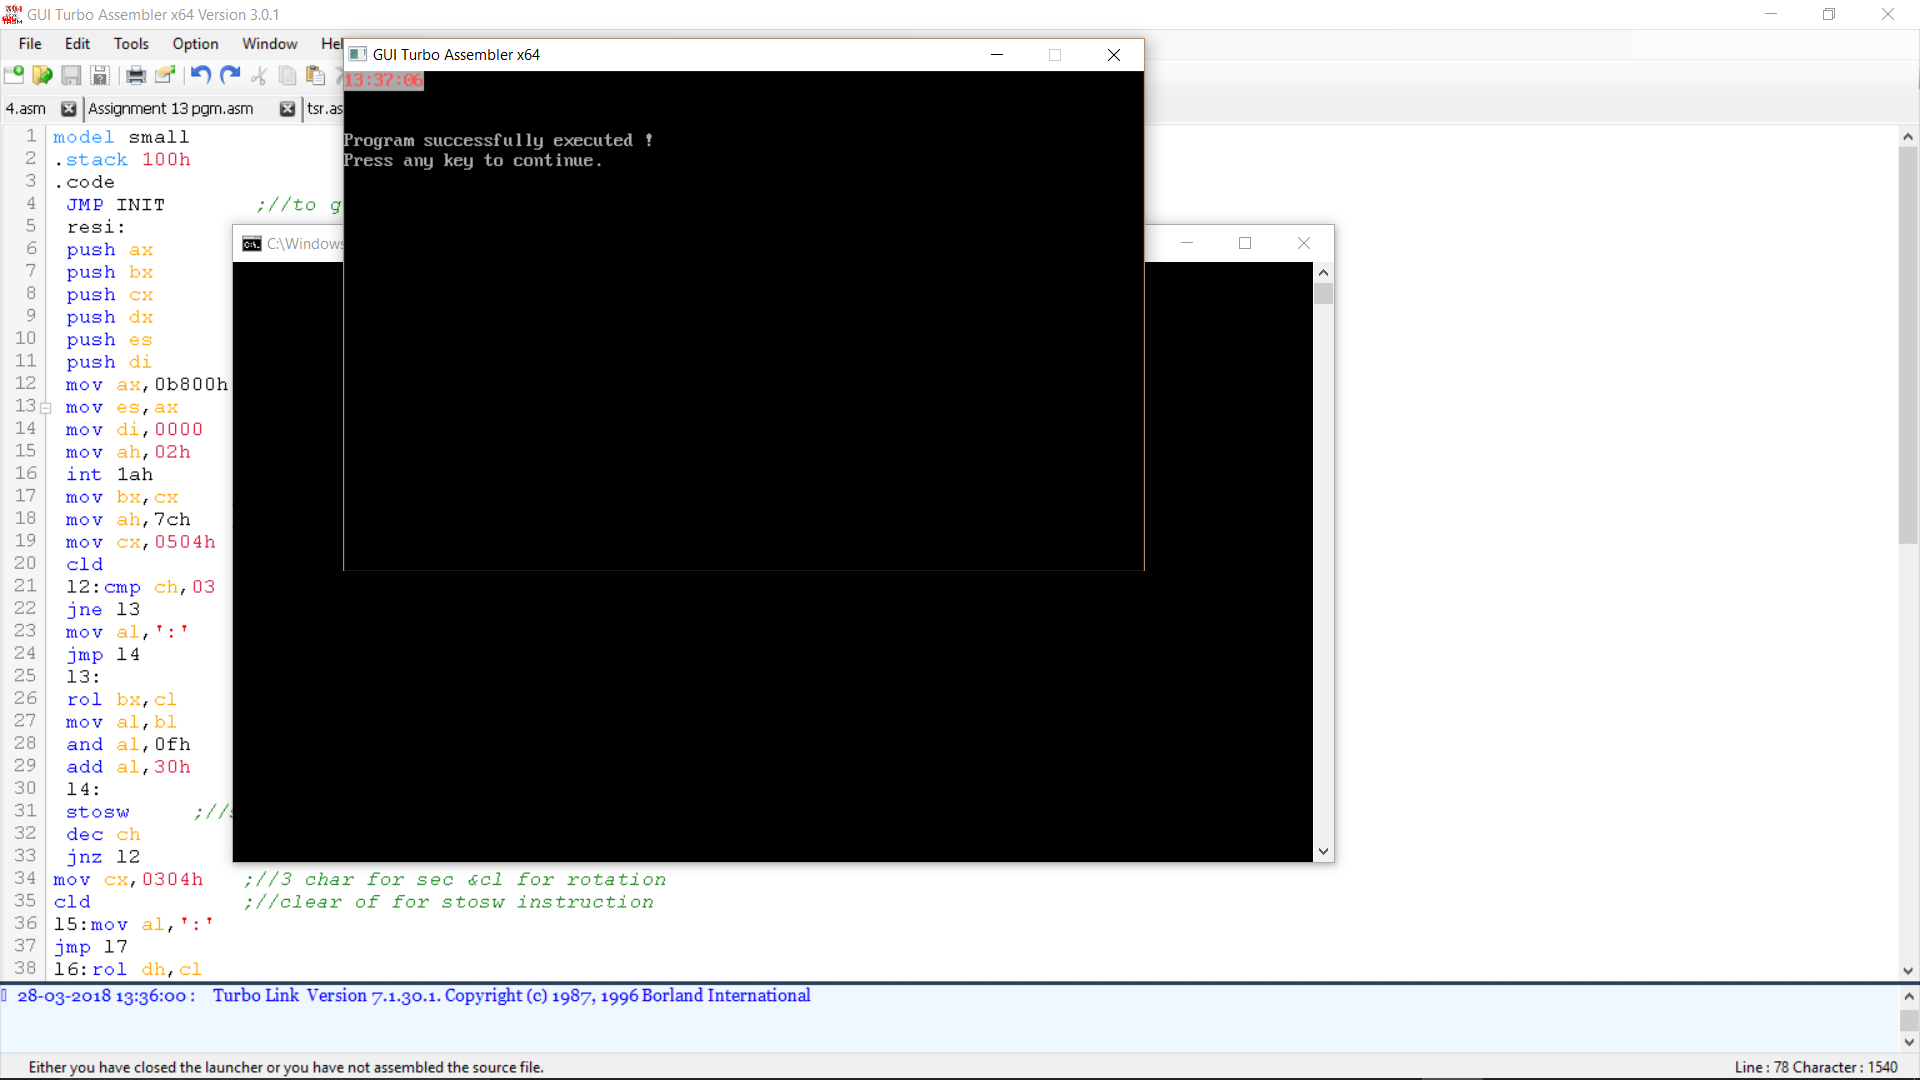 GUI Turbo Assembler x64 Version 3.0.1
File Edit Tools Option Window Hel
GUI Turbo Assembler x64
13:37:06
Program successfully executed !
Press any key to continue.
4.asm Assignment 13 pgm.asm tsr.as
C:\Windows
1 model small
2 .stack 100h
3 .code
4 JMP INIT ;//to g
5 resi:
6 push ax
7 push bx
8 push cx
9 push dx
10 push es
11 push di
12 mov ax,0b800h
13 mov es,ax
14 mov di,0000
15 mov ah,02h
16 int 1ah
17 mov bx,cx
18 mov ah,7ch
19 mov cx,0504h
20 cld
21 l2:cmp ch,03
22 jne l3
23 mov al,':'
24 jmp l4
25 l3:
26 rol bx,cl
27 mov al,bl
28 and al,0fh
29 add al,30h
30 l4:
31 stosw ;//
32 dec ch
33 jnz l2
34 mov cx,0304h ;//3 char for sec &cl for rotation
35 cld ;//clear of for stosw instruction
36 l5:mov al,':'
37 jmp l7
38 l6:rol dh,cl
28-03-2018 13:36:00 : Turbo Link Version 7.1.30.1. Copyright (c) 1987, 1996 Borland International
Either you have closed the launcher or you have not assembled the source file.
Line : 78 Character : 1540